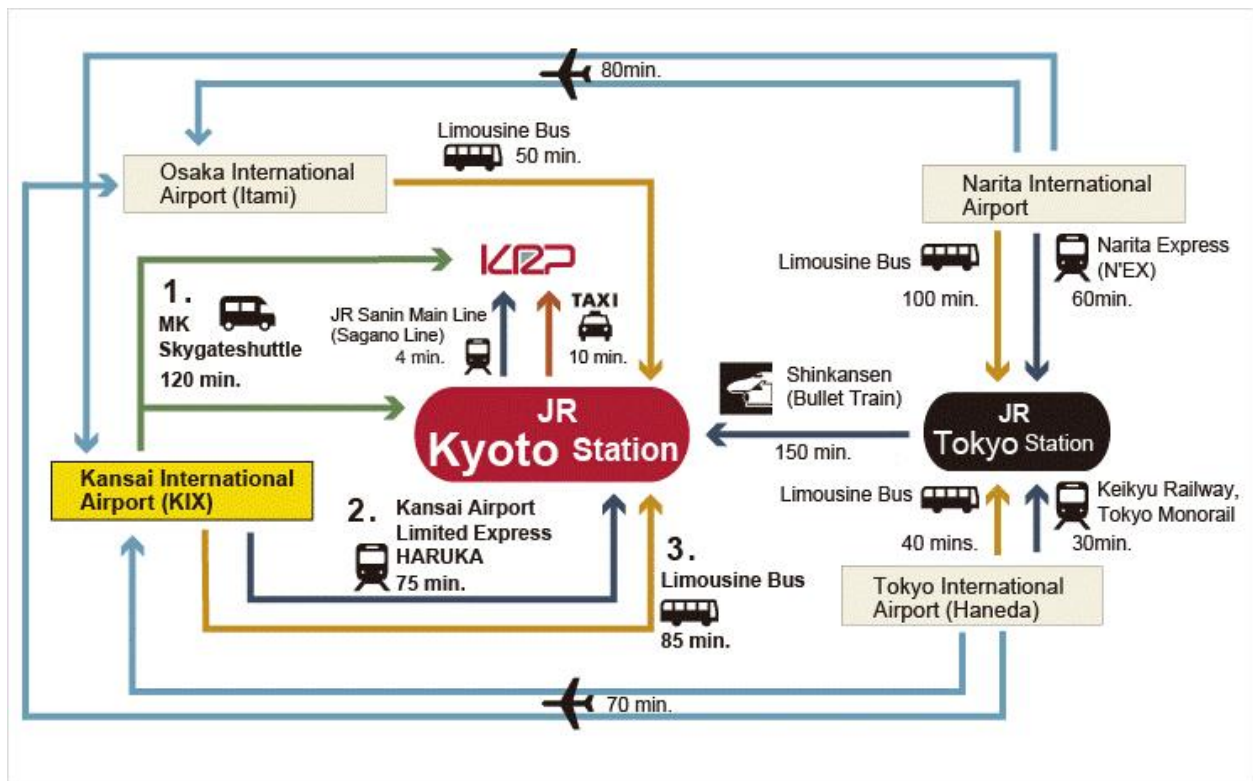 80min.
Limousine Bus
50 min.
Osaka International
Airport (Itami)
Narita International
Airport
KRP
Limousine Bus
100 min.
Narita Express
(N'EX)
60min.
1.
MK
Skygateshuttle
120 min.
JR Sanin Main Line
(Sagano Line)
4 min.
TAXI
10 min.
Shinkansen
(Bullet Train)
150 min.
JR
Kyoto Station
JR
Tokyo Station
Kansai International
Airport (KIX)
2.
Kansai Airport
Limited Express
HARUKA
75 min.
3.
Limousine Bus
85 min.
Limousine Bus
40 mins.
Keikyu Railway,
Tokyo Monorail
30min.
Tokyo International
Airport (Haneda)
70 min.